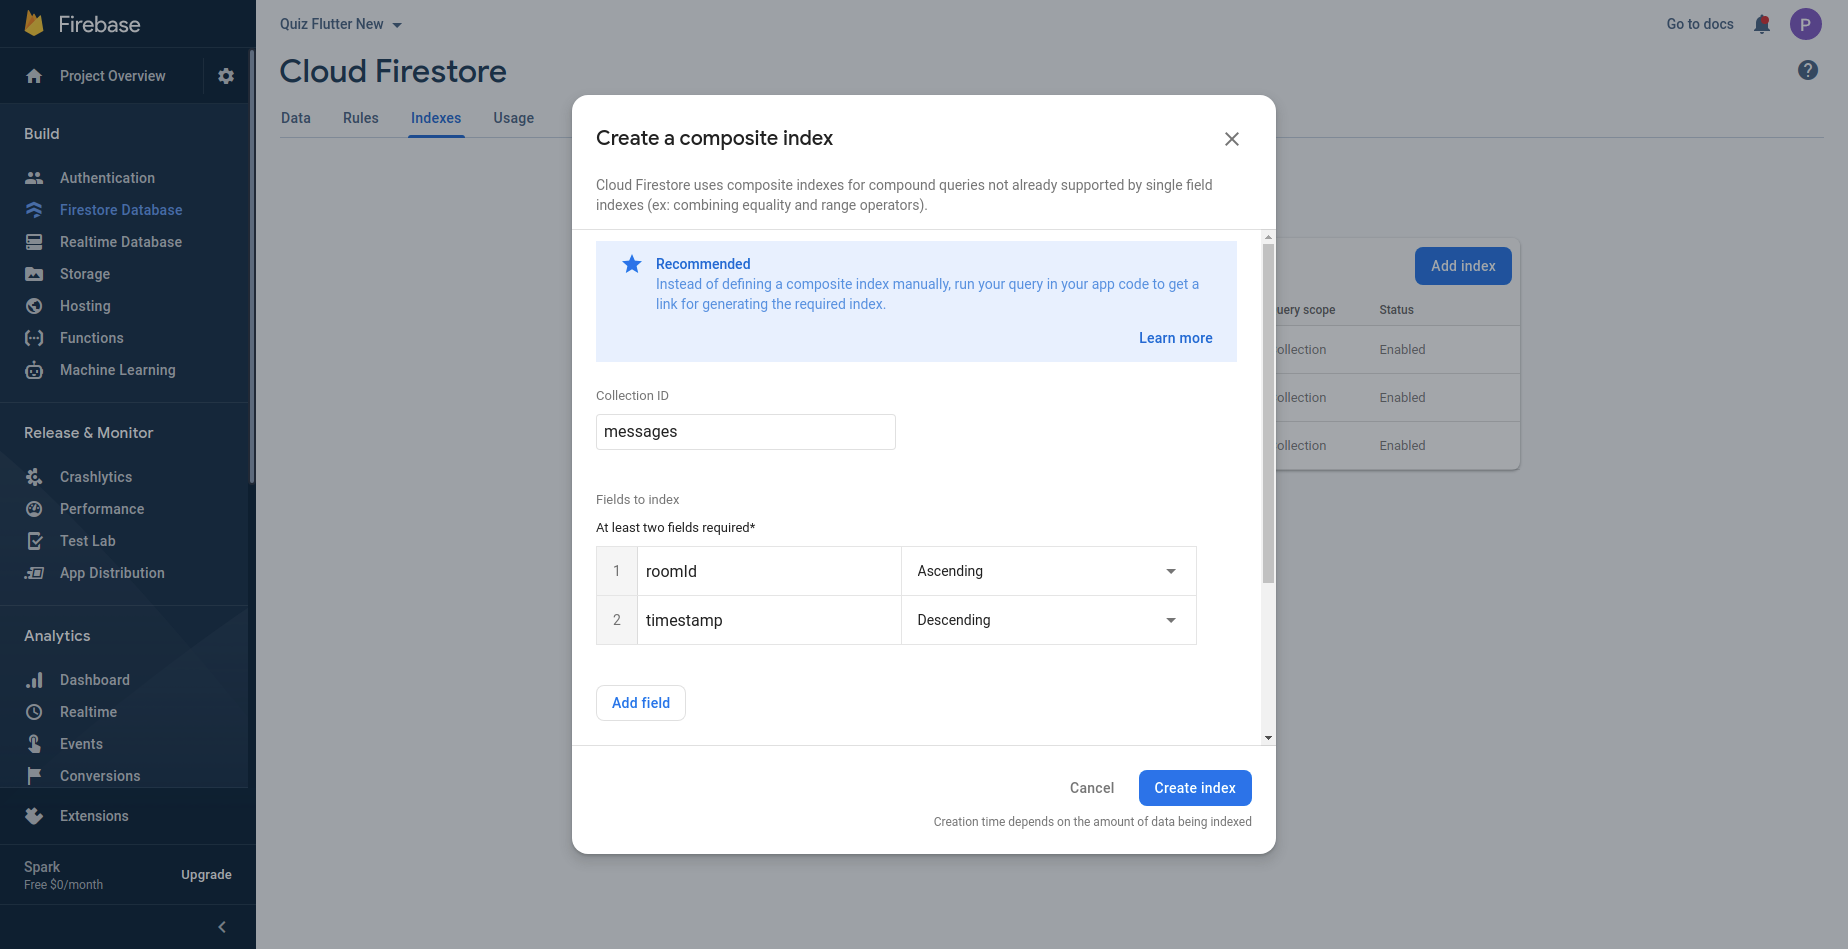 Firebase
Project Overview
Build
Authentication
Firestore Database
Realtime Database
Storage
Hosting
Functions
Machine Learning
Release & Monitor
Crashlytics
Performance
Test Lab
App Distribution
Analytics
Dashboard
Realtime
Events
Conversions
Extensions
Spark
Free $0/month
Upgrade
Quiz Flutter New
Go to docs
P
Cloud Firestore
Data Rules Indexes Usage
Create a composite index
Cloud Firestore uses composite indexes for compound queries not already supported by single field
indexes (ex: combining equality and range operators).
Recommended
Instead of defining a composite index manually, run your query in your app code to get a
link for generating the required index.
Learn more
Collection ID
messages
Fields to index
At least two fields required*
1 roomId Ascending
2 timestamp Descending
Add field
Cancel Create index
Creation time depends on the amount of data being indexed
Add index
uery scope Status
ollection Enabled
ollection Enabled
ollection Enabled